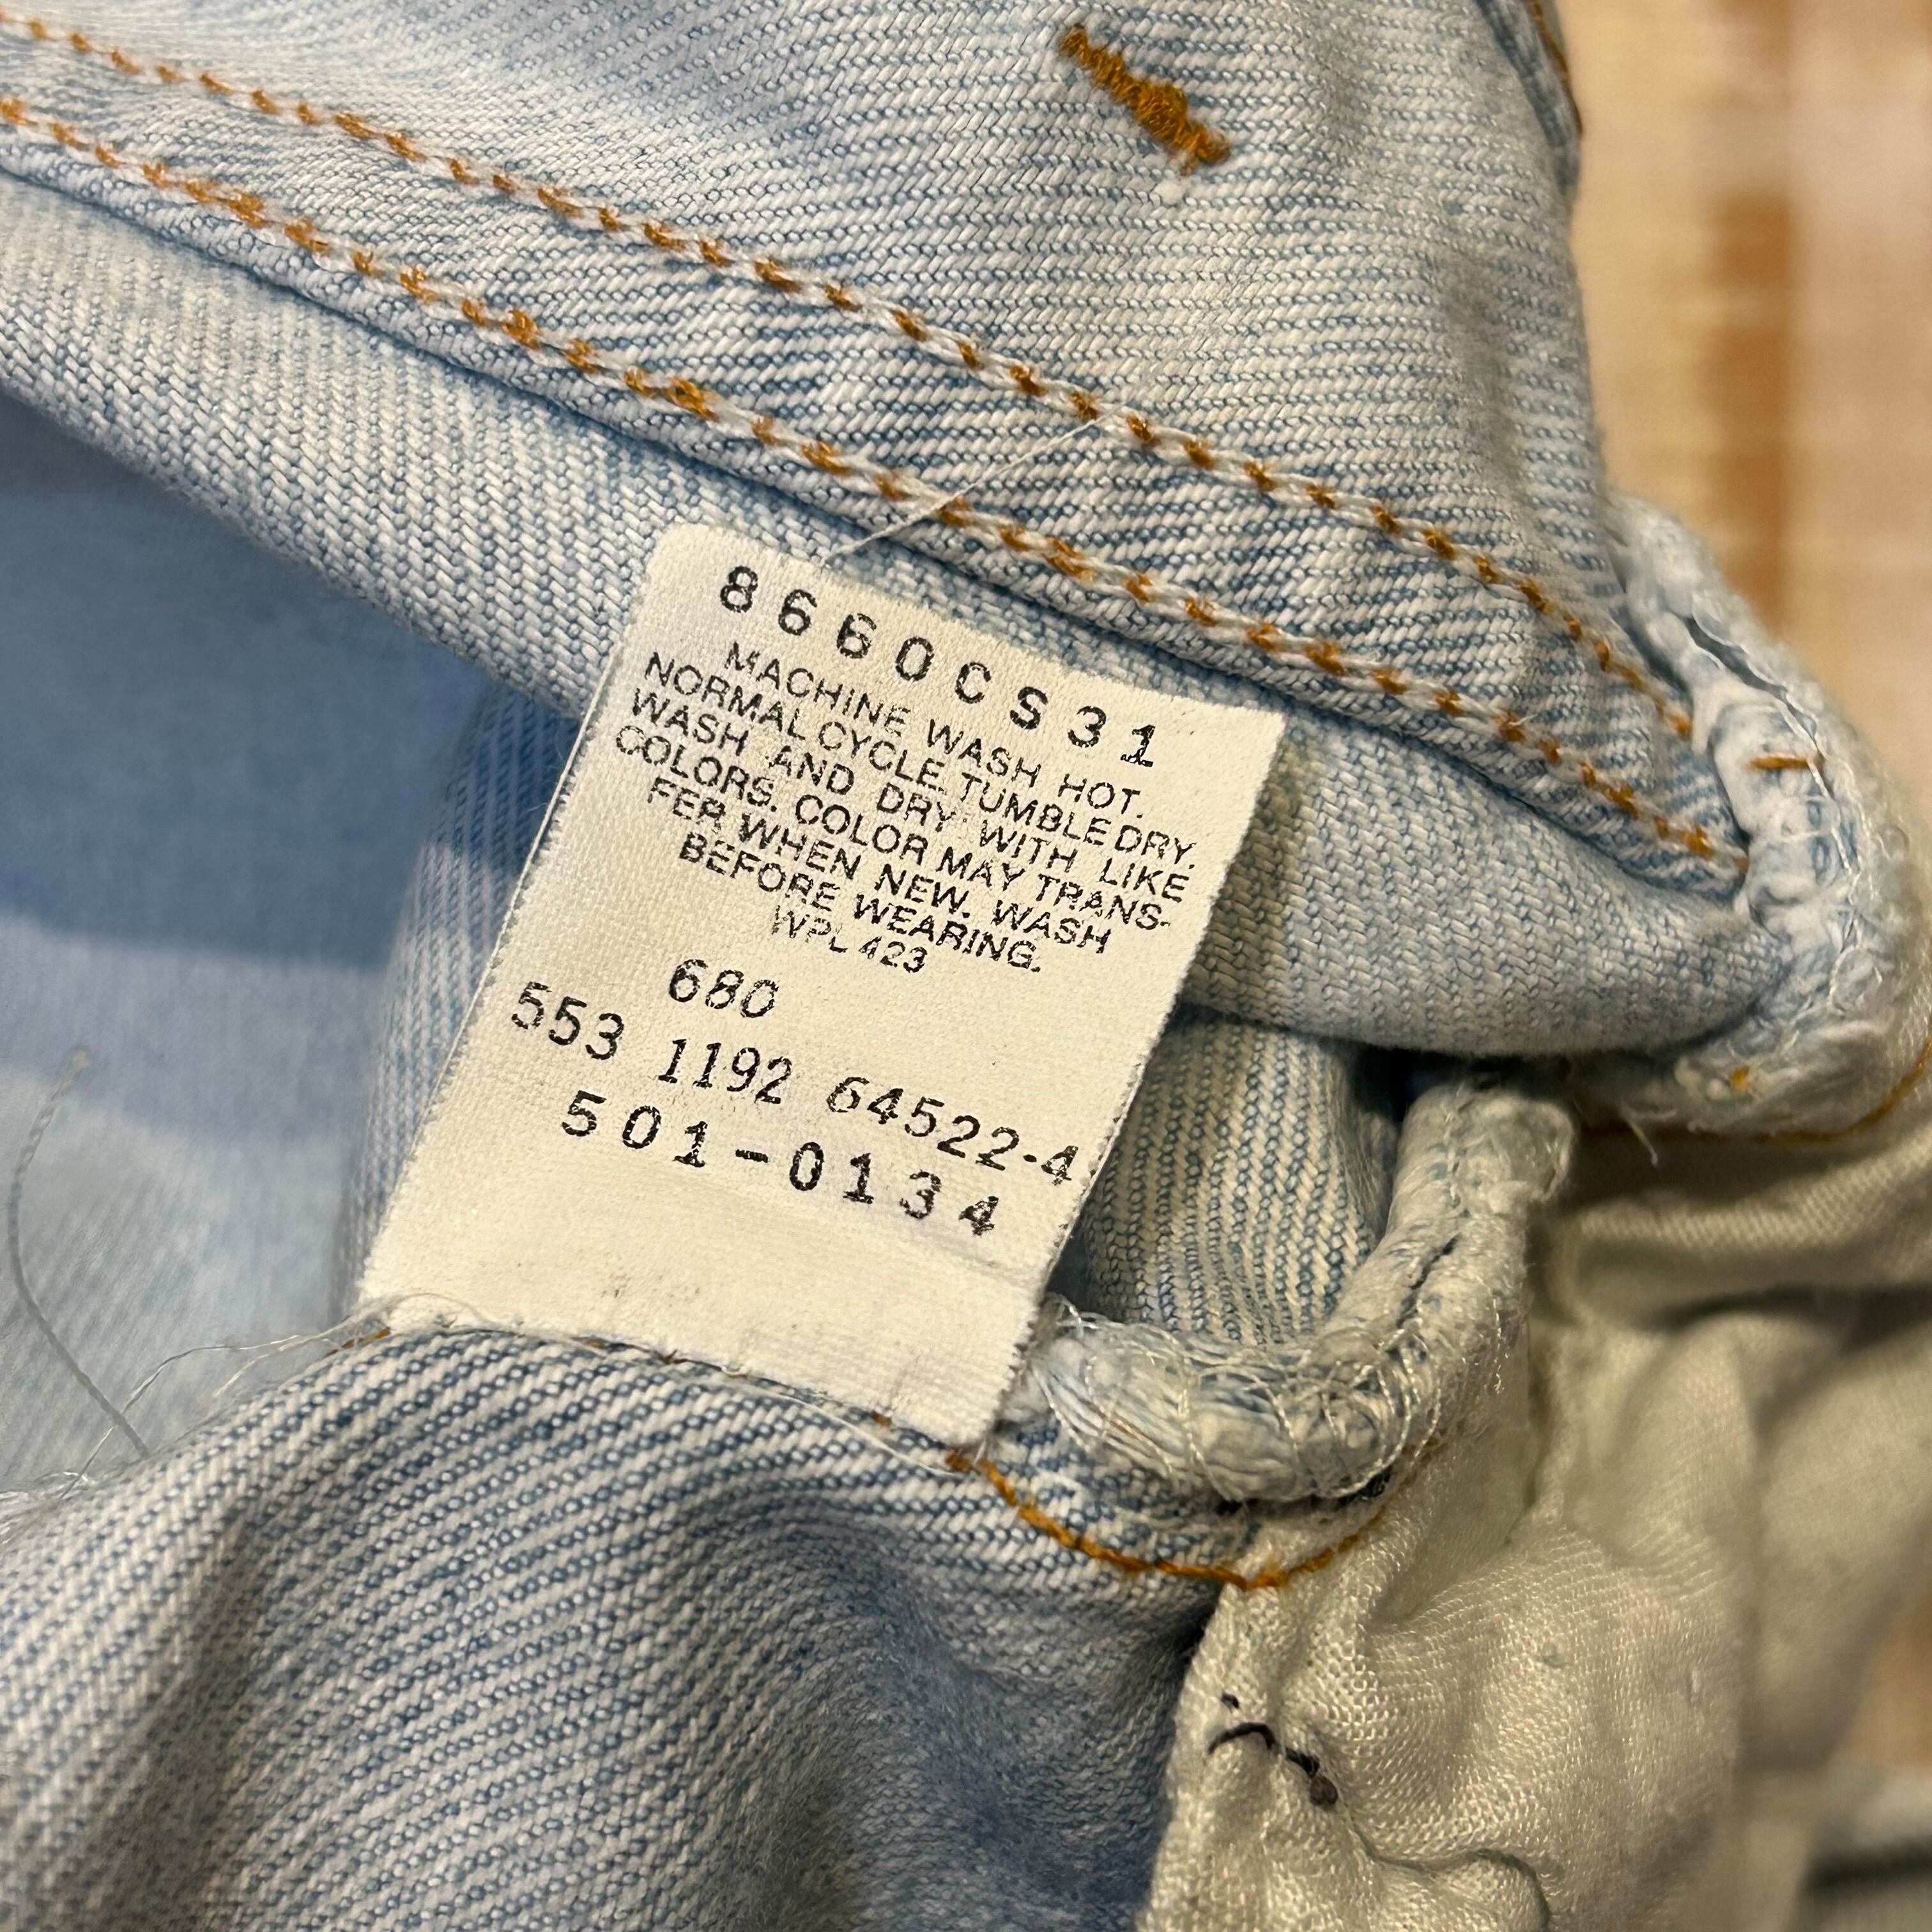 8660CS31
MACHINE WASH HOT.
NORMAL CYCLE. TUMBLE DRY.
WASH AND DRY WITH LIKE
COLORS. COLOR MAY TRANS-
FER WHEN NEW. WASH
BEFORE WEARING.
WPL 423
680
553 1192 64522-4
501-0134